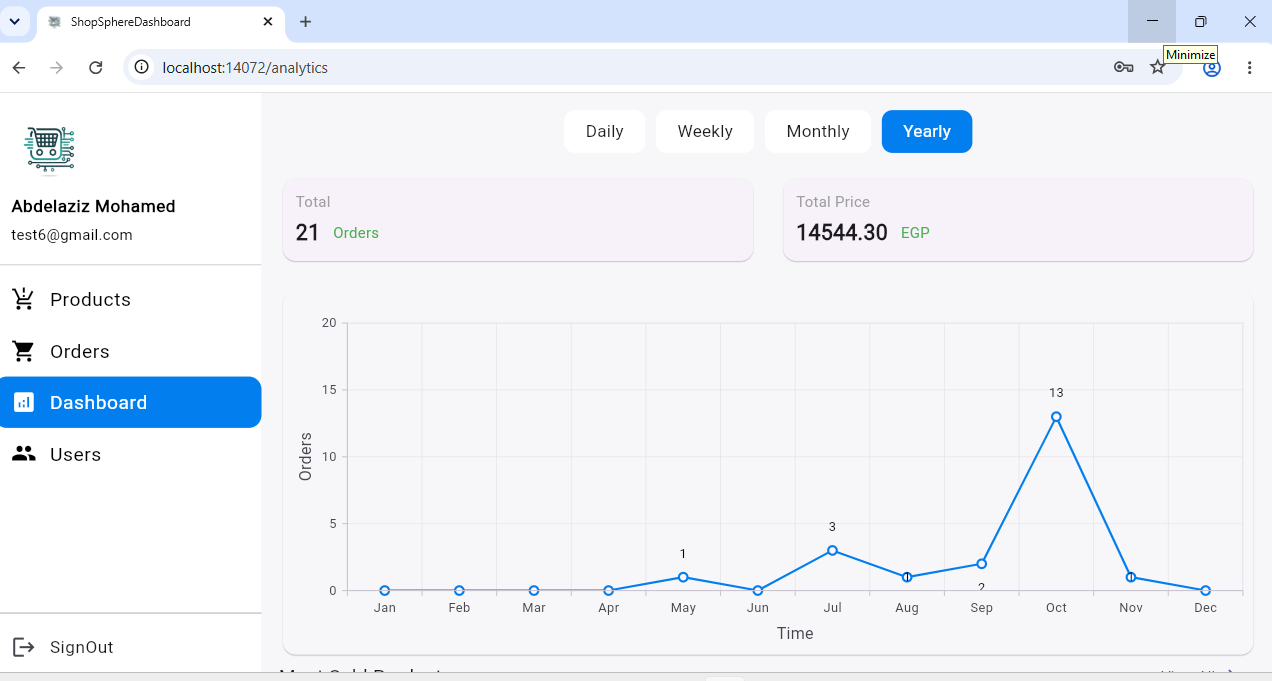 ShopSphereDashboard
localhost:14072/analytics
Minimize
Abdelaziz Mohamed
test6@gmail.com
Products
Orders
Dashboard
Users
SignOut
Daily Weekly Monthly Yearly
Total
21 Orders
Total Price
14544.30 EGP
Orders
20
15
10
5
0
1
3
1
2
13
1
Jan Feb Mar Apr May Jun Jul Aug Sep Oct Nov Dec
Time